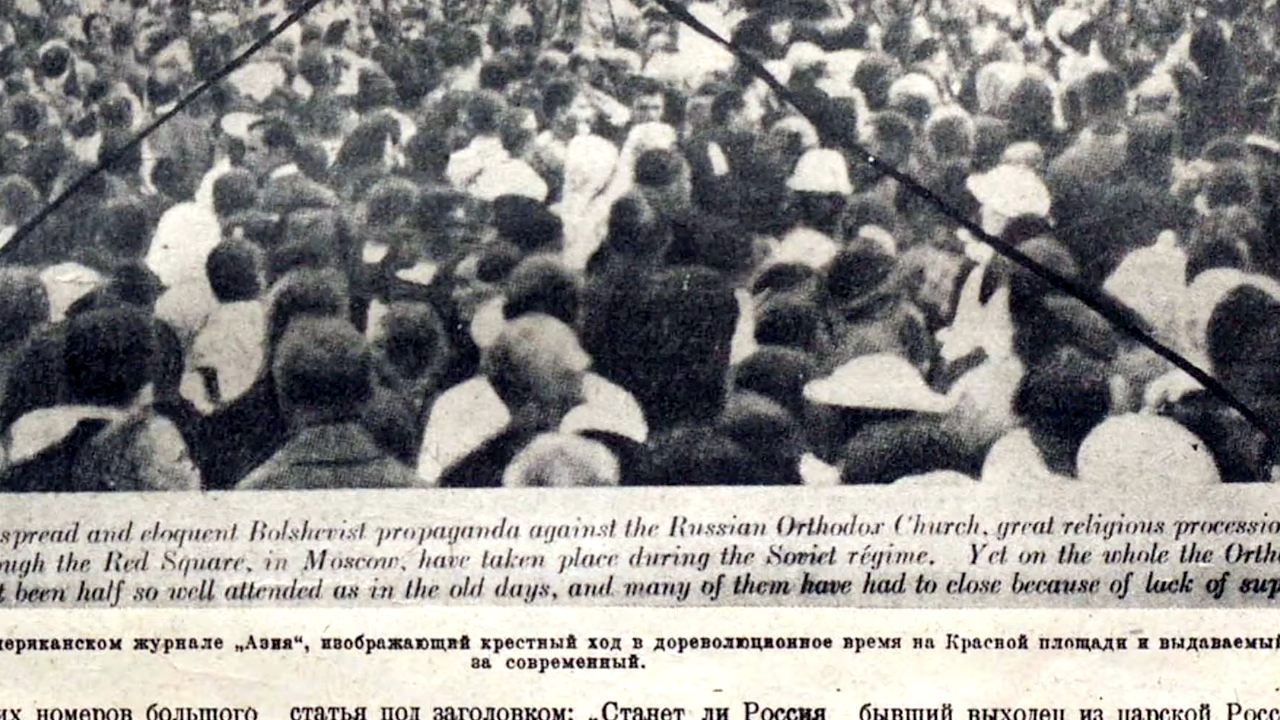 spread and eloquent Bolshevist propaganda against the Russian Orthodox Church, great religious processio
ough the Red Square, in Moscow, have taken place during the Soviet régime. Yet on the whole the Ortho
t been half so well attended as in the old days, and many of them have had to close because of lack of sup
мериканском журнале „Азия“, изображающий крестный ход в дореволюционное время на Красной площади и выдаваемый
за современный.
их номеров большого статья под заголовком: „Станет ли Россия бывший выходец из царской Росс